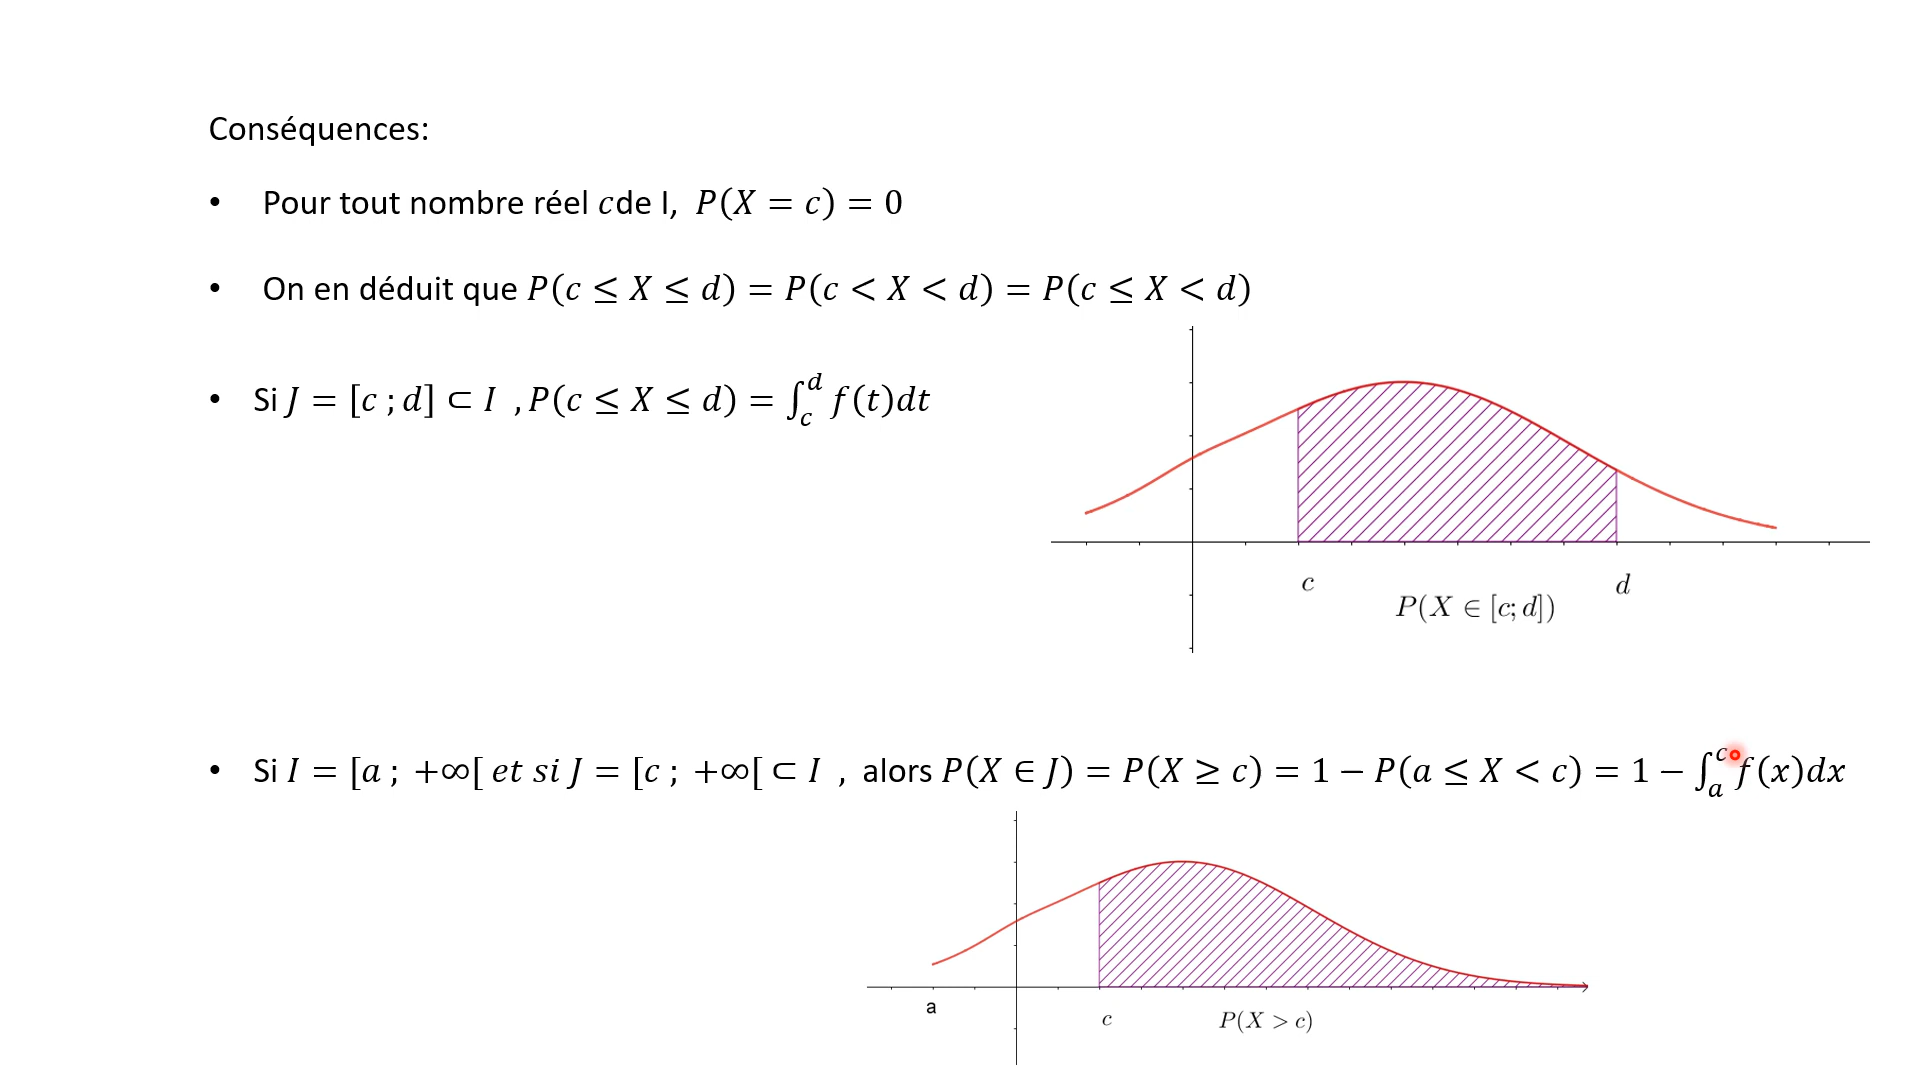 Conséquences:
• Pour tout nombre réel c de I, P(X = c) = 0
• On en déduit que P(c ≤ X ≤ d) = P(c < X < d) = P(c ≤ X < d)
• Si J = [c ; d] ⊂ I , P(c ≤ X ≤ d) = ∫_c^d f(t)dt
c
d
P(X ∈ [c; d])
• Si I = [a ; +∞[ et si J = [c ; +∞[ ⊂ I , alors P(X ∈ J) = P(X ≥ c) = 1 − P(a ≤ X < c) = 1 − ∫_a^c f(x)dx
a
c
P(X > c)